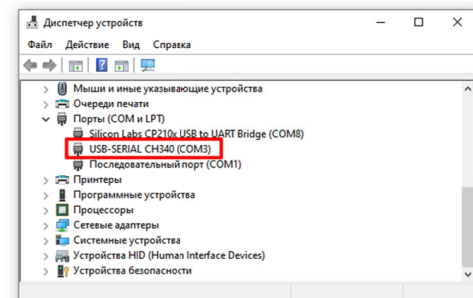 Диспетчер устройств
Файл Действие Вид Справка
Мыши и иные указывающие устройства
Очереди печати
Порты (COM и LPT)
Silicon Labs CP210x USB to UART Bridge (COM8)
USB-SERIAL CH340 (COM3)
Последовательный порт (COM1)
Принтеры
Программные устройства
Процессоры
Сетевые адаптеры
Системные устройства
Устройства HID (Human Interface Devices)
Устройства безопасности